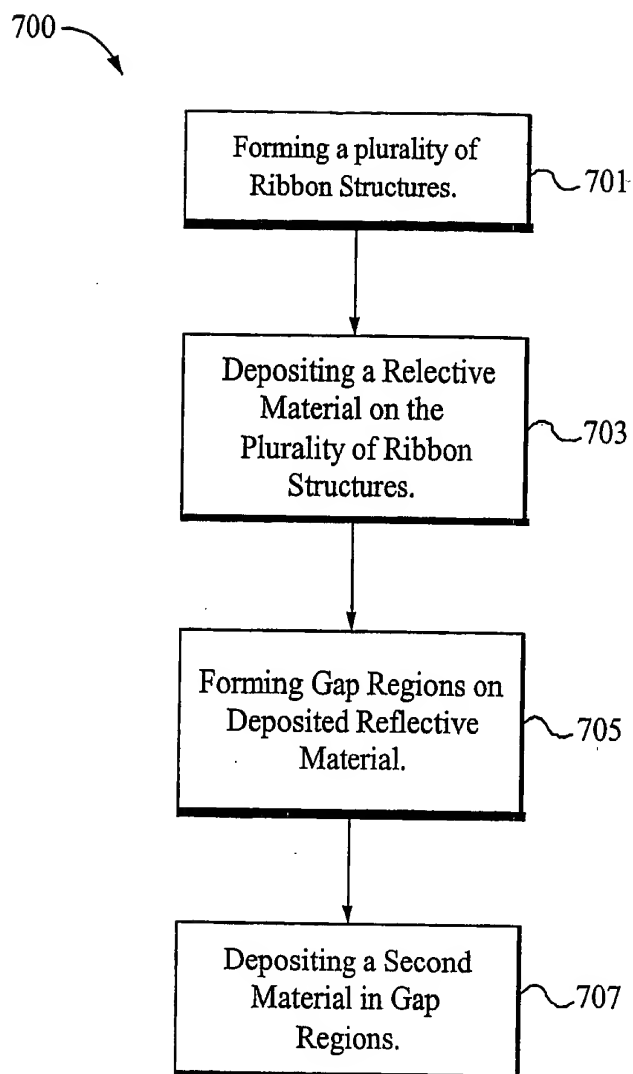 700
Forming a plurality of
Ribbon Structures.
701
Depositing a Relective
Material on the
Plurality of Ribbon
Structures.
703
Forming Gap Regions on
Deposited Reflective
Material.
705
Depositing a Second
Material in Gap
Regions.
707